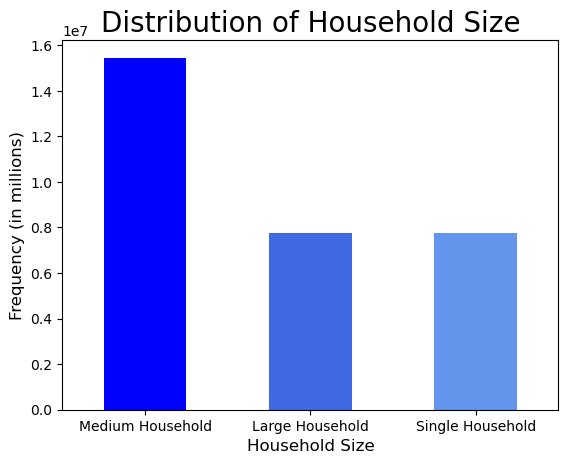 Distribution of Household Size
1e7
1.6
1.4
1.2
1.0
0.8
0.6
0.4
0.2
0.0
Frequency (in millions)
Medium Household Large Household Single Household
Household Size